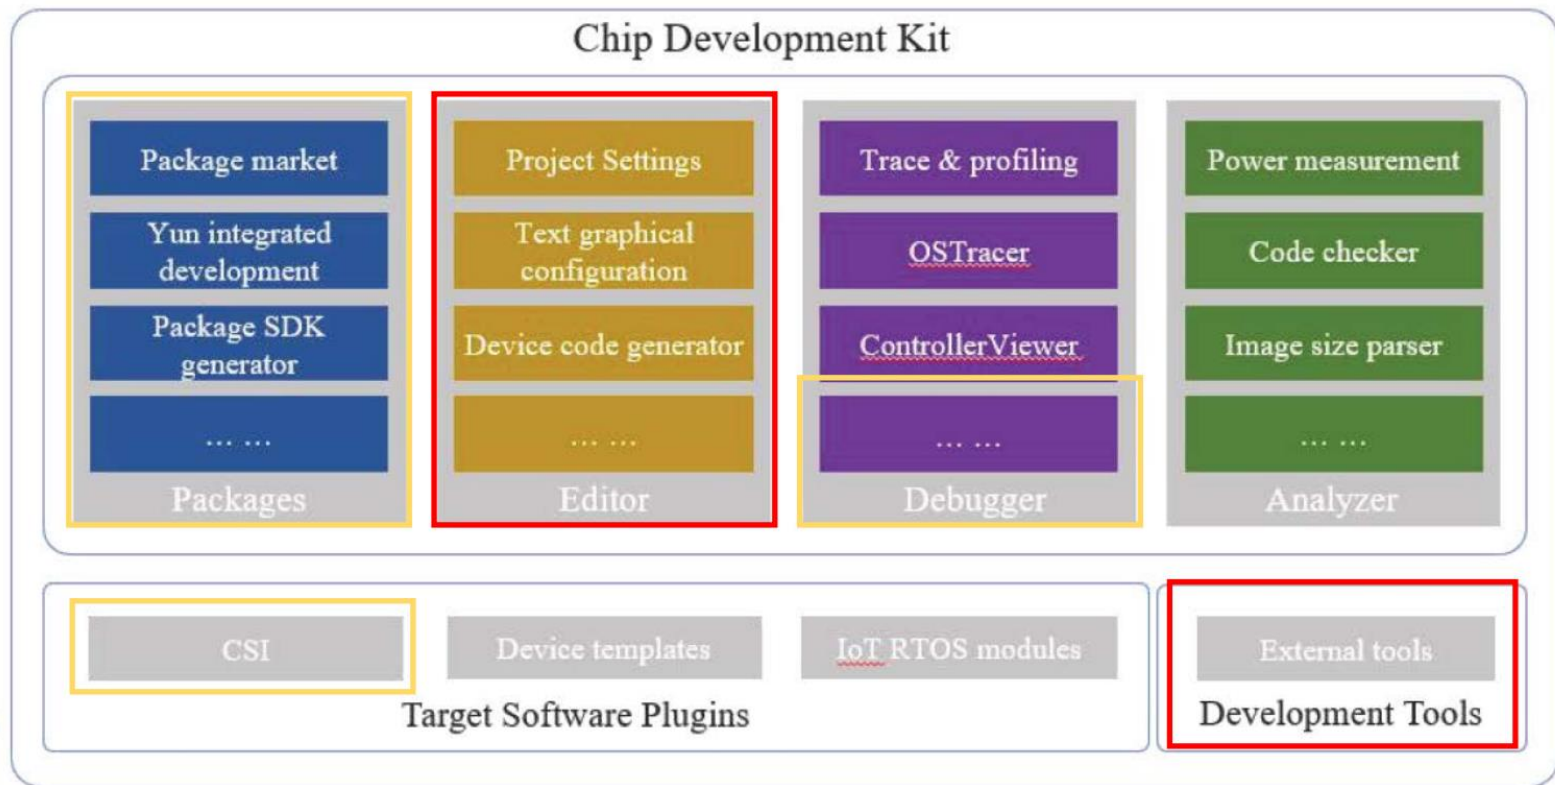 Chip Development Kit
Package market
Yun integrated
development
Package SDK
generator
... ...
Packages
Project Settings
Text graphical
configuration
Device code generator
... ...
Editor
Trace & profiling
OSTracer
ControllerViewer
... ...
Debugger
Power measurement
Code checker
Image size parser
... ...
Analyzer
CSI
Device templates
IoT RTOS modules
Target Software Plugins
External tools
Development Tools